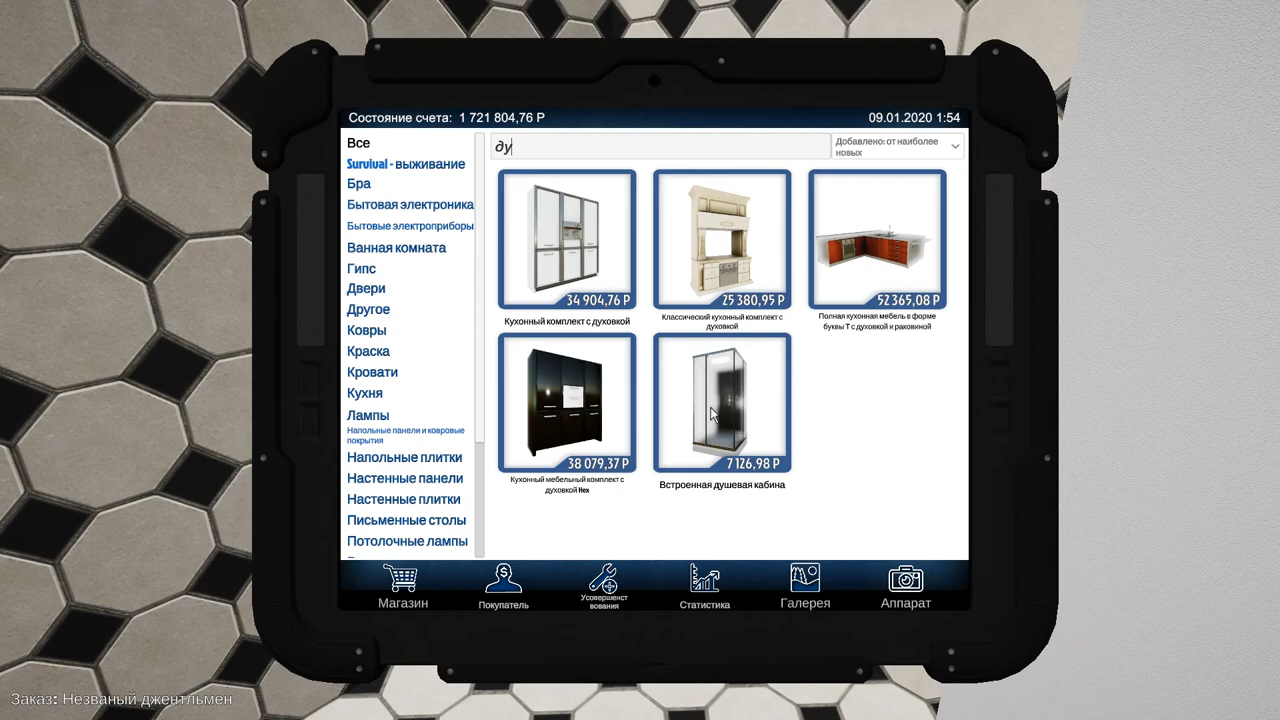 Состояние счета: 1 721 804,76 Р
09.01.2020 1:54
Все
Survival - выживание
Бра
Бытовая электроника
Бытовые электроприборы
Ванная комната
Гипс
Двери
Другое
Ковры
Краска
Кровати
Кухня
Лампы
Напольные панели и ковровые
покрытия
Напольные плитки
Настенные панели
Настенные плитки
Письменные столы
Потолочные лампы
ду
Добавлено: от наиболее
новых
34 904,76 Р
Кухонный комплект с духовкой
25 380,95 Р
Классический кухонный комплект с
духовкой
52 365,08 Р
Полная кухонная мебель в форме
буквы Т с духовкой и раковиной
38 079,37 Р
Кухонный мебельный комплект с
духовкой Hex
7 126,98 Р
Встроенная душевая кабина
Магазин
Покупатель
Усовершенст
вования
Статистика
Галерея
Аппарат
Заказ: Незваный джентльмен